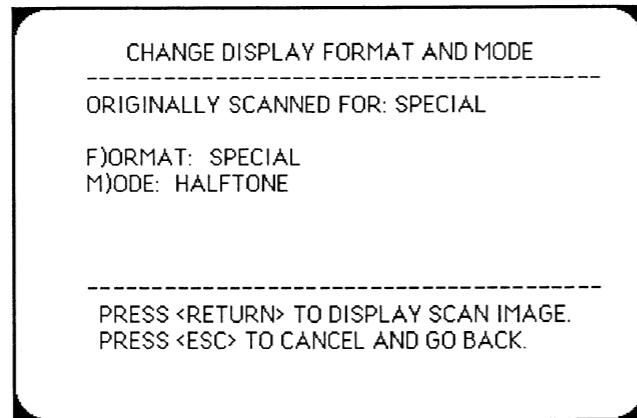 CHANGE DISPLAY FORMAT AND MODE
----------------------------------------
ORIGINALLY SCANNED FOR: SPECIAL
F)ORMAT: SPECIAL
M)ODE: HALFTONE
----------------------------------------
PRESS <RETURN> TO DISPLAY SCAN IMAGE.
PRESS <ESC> TO CANCEL AND GO BACK.